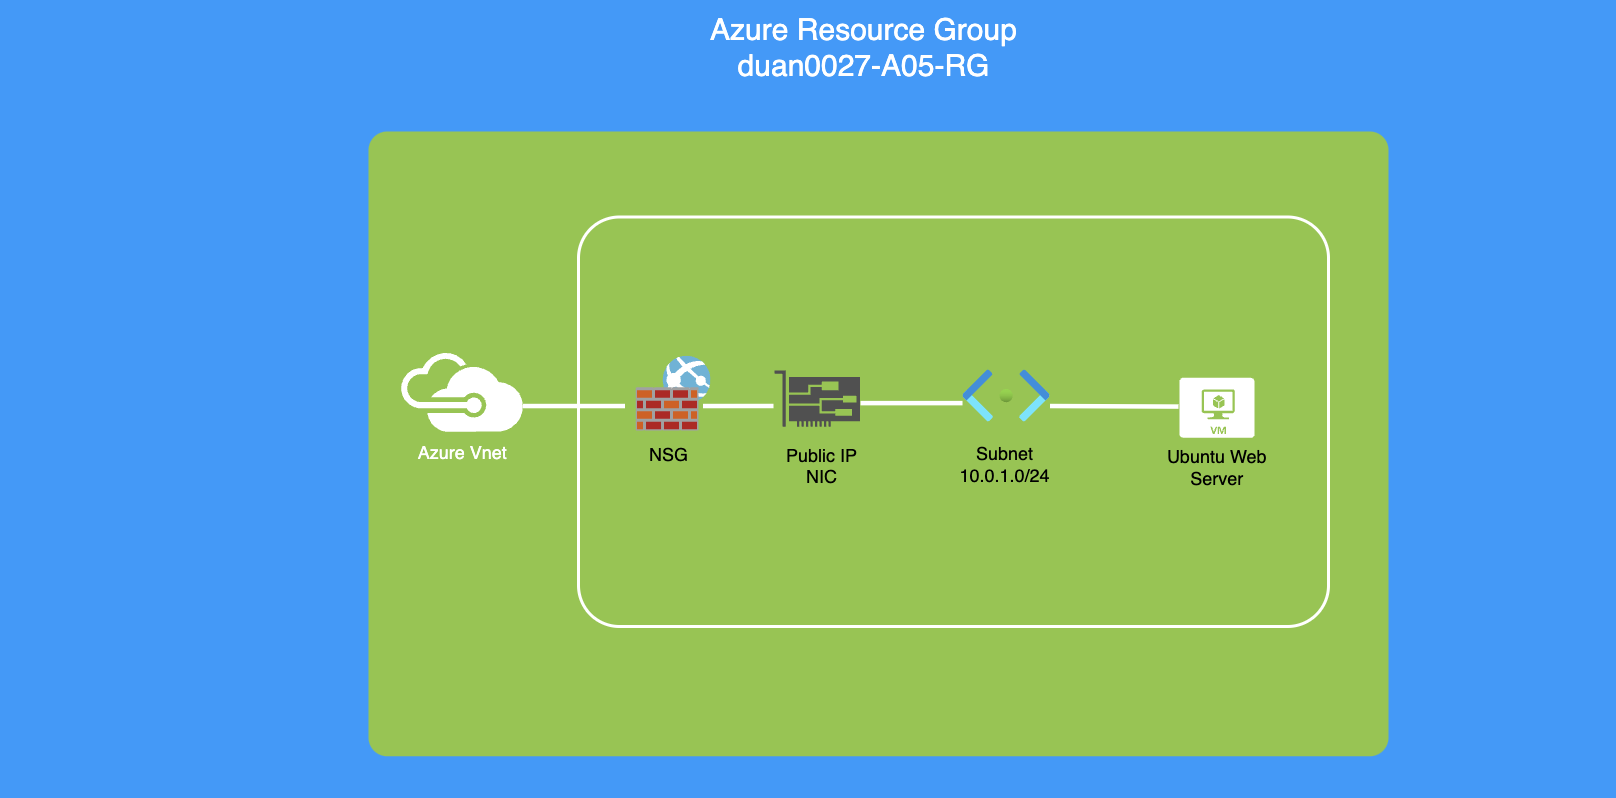 Azure Resource Group
duan0027-A05-RG
Azure Vnet
NSG
Public IP
NIC
Subnet
10.0.1.0/24
VM
Ubuntu Web
Server